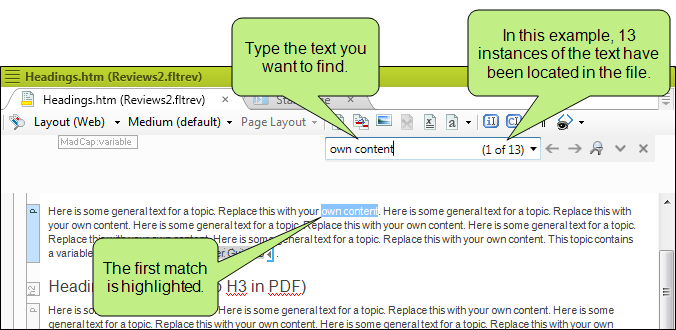 Type the text you
want to find.
In this example, 13
instances of the text have
been located in the file.
Headings.htm (Reviews2.fltrev)
Headings.htm (Reviews2.fltrev) × Sta
Layout (Web) Medium (default) Page Layout
MadCap:variable
own content (1 of 13)
p Here is some general text for a topic. Replace this with your own content. Here is some general text for a topic. Replace this with
your own content. Here is some general text for a topic. Replace this with your own content. Here is some general text for a topic.
Replace this with your own content. Here is some general text for a topic. Replace this with your own content. This topic contains
a variable
The first match
is highlighted.
h2 Headin H3 in PDF)
p Here is some general text for a topic. Replace this with your own content. Here is some
general text for a topic. Replace this with your own content. Here is some general text for a topic. Replace this with your own